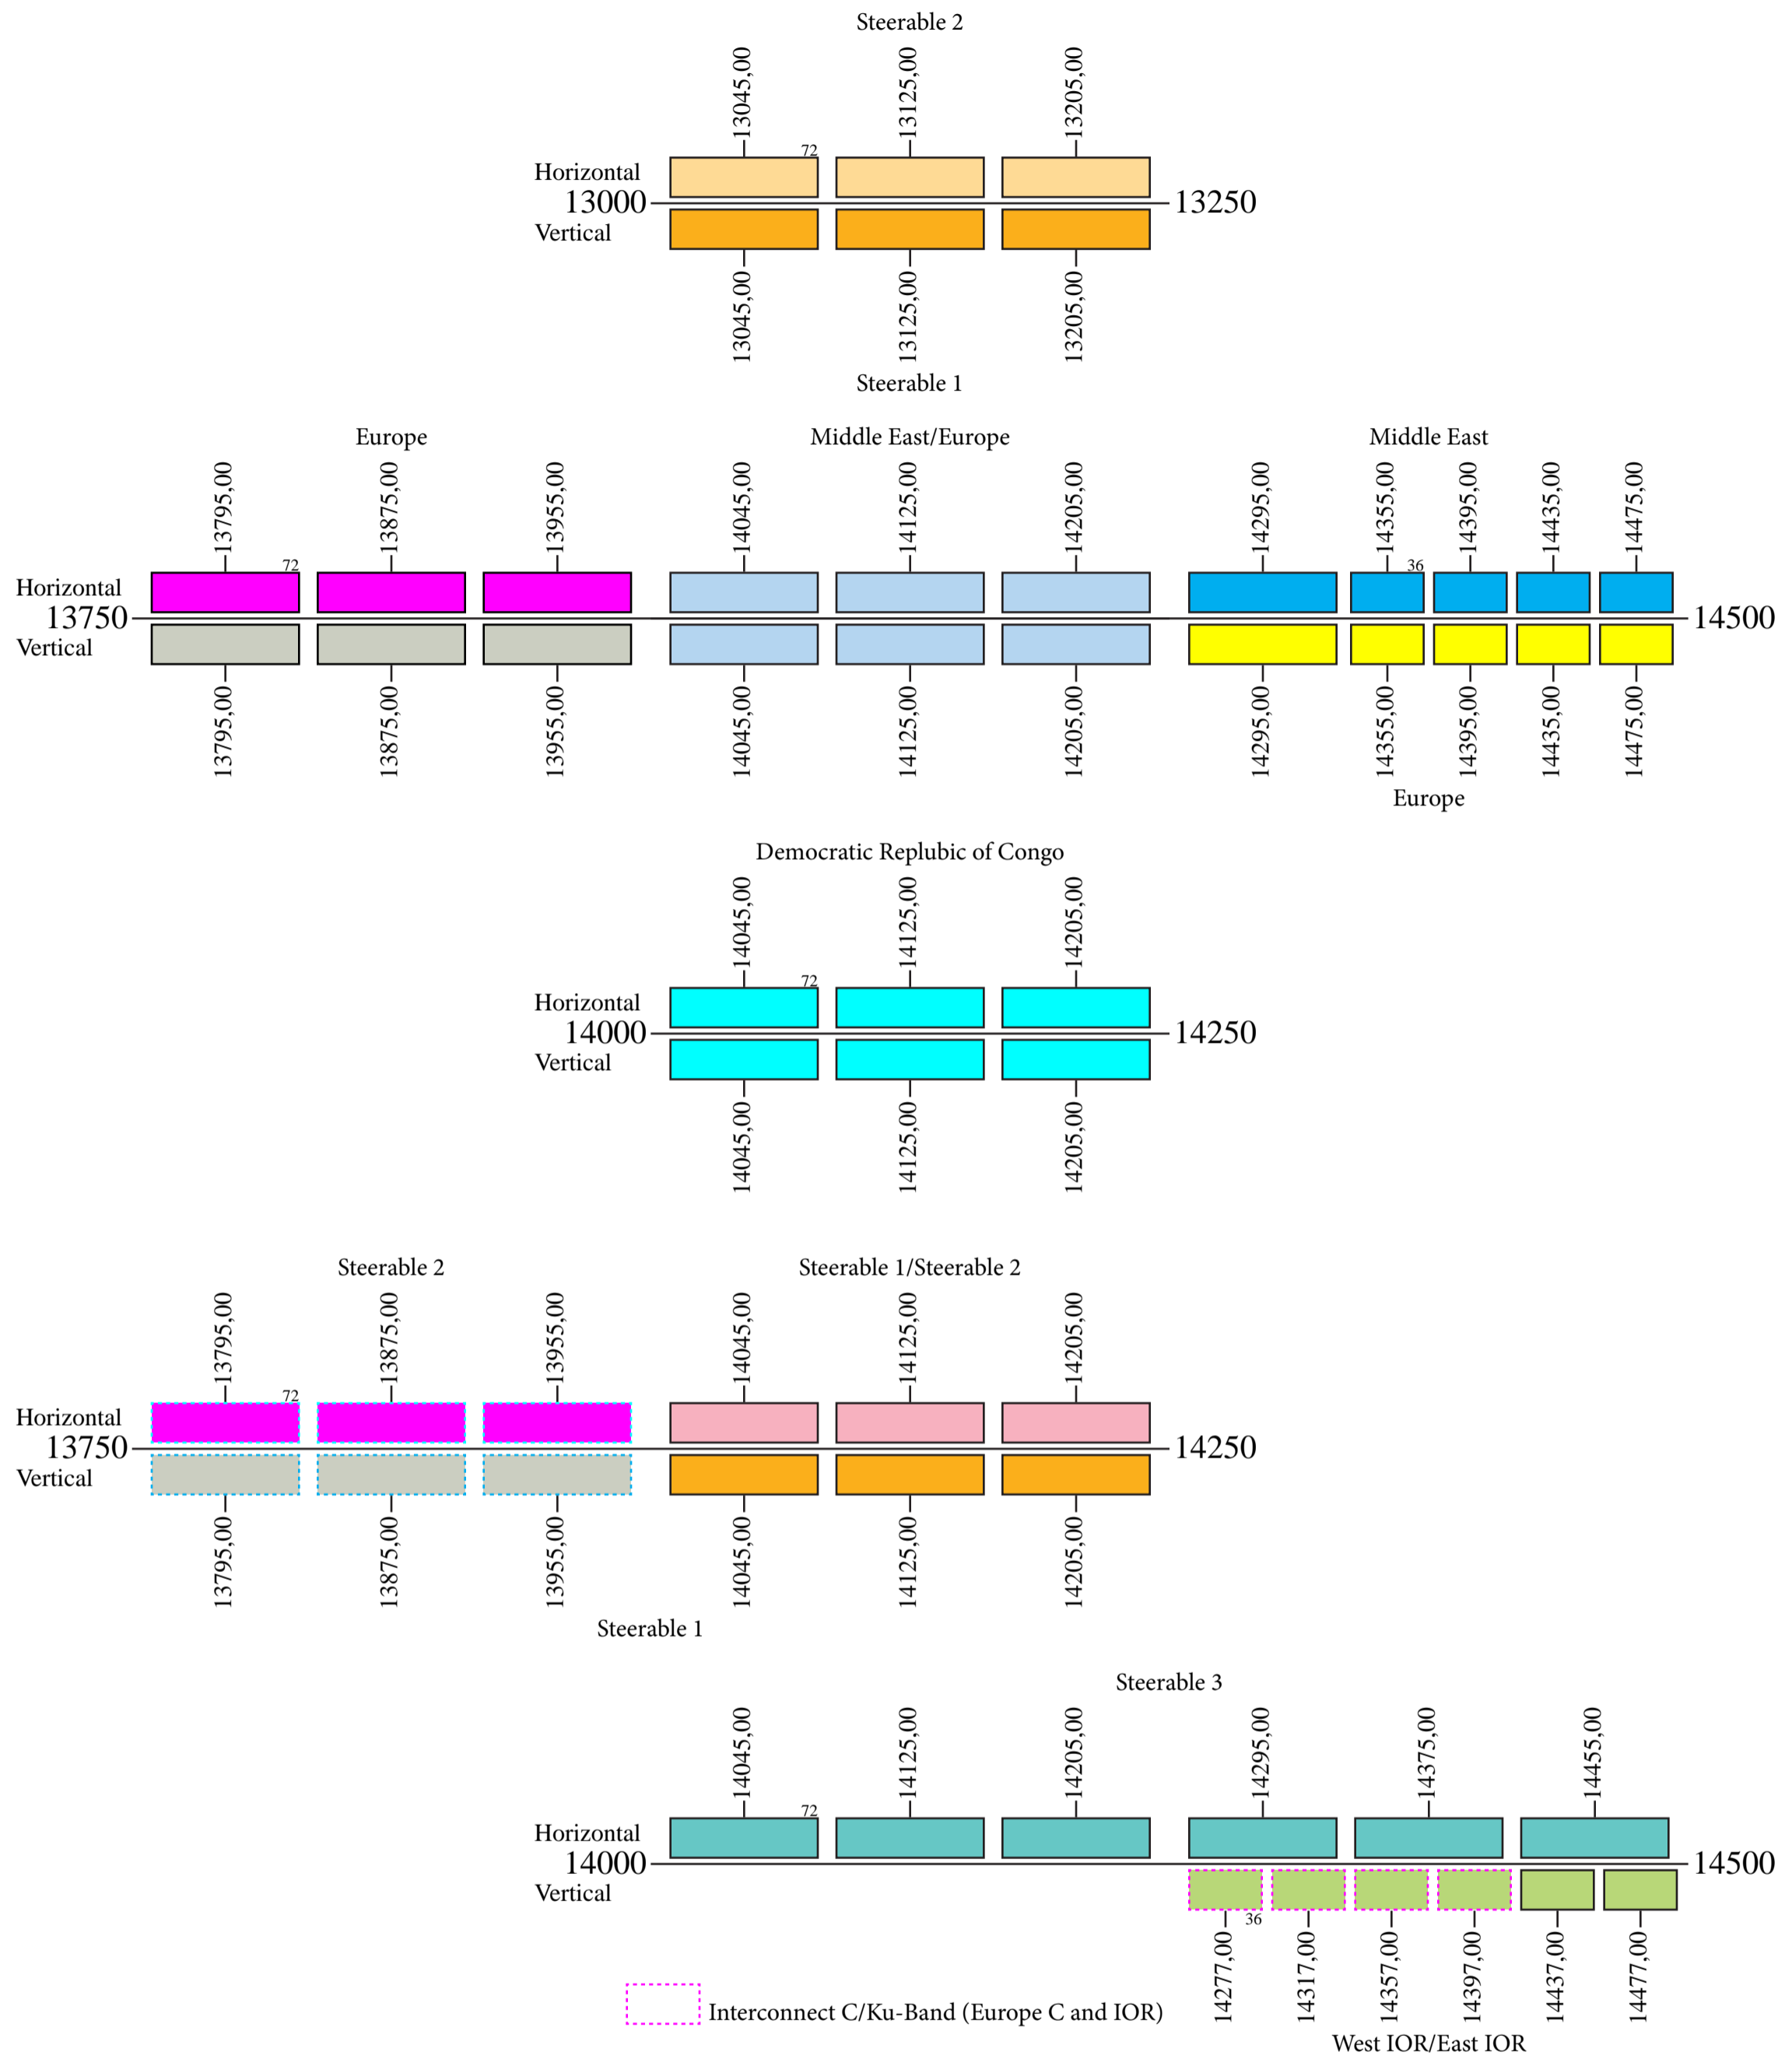 Steerable 2
13045,00 13125,00 13205,00
72
Horizontal
13000 13250
Vertical
13045,00 13125,00 13205,00
Steerable 1
Europe Middle East/Europe Middle East
13795,00 13875,00 13955,00 14045,00 14125,00 14205,00 14295,00 14355,00 14395,00 14435,00 14475,00
72 36
Horizontal
13750 14500
Vertical
13795,00 13875,00 13955,00 14045,00 14125,00 14205,00 14295,00 14355,00 14395,00 14435,00 14475,00
Europe
Democratic Replubic of Congo
14045,00 14125,00 14205,00
72
Horizontal
14000 14250
Vertical
14045,00 14125,00 14205,00
Steerable 2 Steerable 1/Steerable 2
13795,00 13875,00 13955,00 14045,00 14125,00 14205,00
72
Horizontal
13750 14250
Vertical
13795,00 13875,00 13955,00 14045,00 14125,00 14205,00
Steerable 1
Steerable 3
14045,00 14125,00 14205,00 14295,00 14375,00 14455,00
72
Horizontal
14000 14500
Vertical
36
14277,00 14317,00 14357,00 14397,00 14437,00 14477,00
Interconnect C/Ku-Band (Europe C and IOR)
West IOR/East IOR